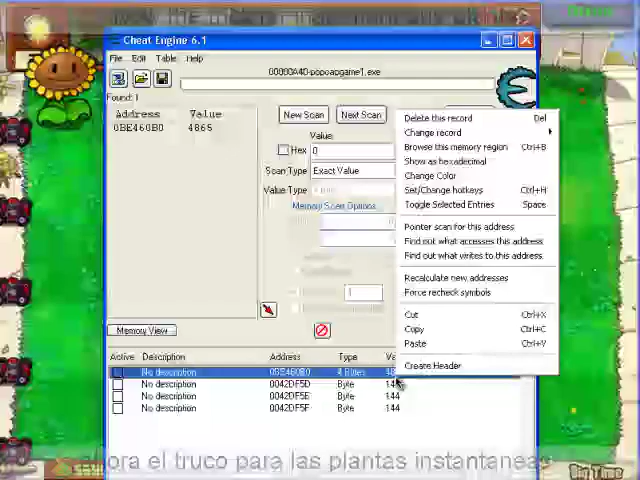 Cheat Engine 6.1
File Edit Table Help
00000A40-popcapgame1.exe
Found: 1
Address Value
0BE460B0 4865
New Scan Next Scan
Value:
Hex 0
Scan Type Exact Value
Value Type
Memory Scan Options
Memory View
Delete this record Del
Change record
Browse this memory region Ctrl+B
Show as hexadecimal
Change Color
Set/Change hotkeys Ctrl+H
Toggle Selected Entries Space
Pointer scan for this address
Find out what accesses this address
Find out what writes to this address
Recalculate new addresses
Force recheck symbols
Cut Ctrl+X
Copy Ctrl+C
Paste Ctrl+V
Create Header
Active Description Address Type
No description 0BE460B0 4 Bytes
No description 0042DF5D Byte 144
No description 0042DF5E Byte 144
No description 0042DF5F Byte 144
ahora el truco para las plantas instantaneas